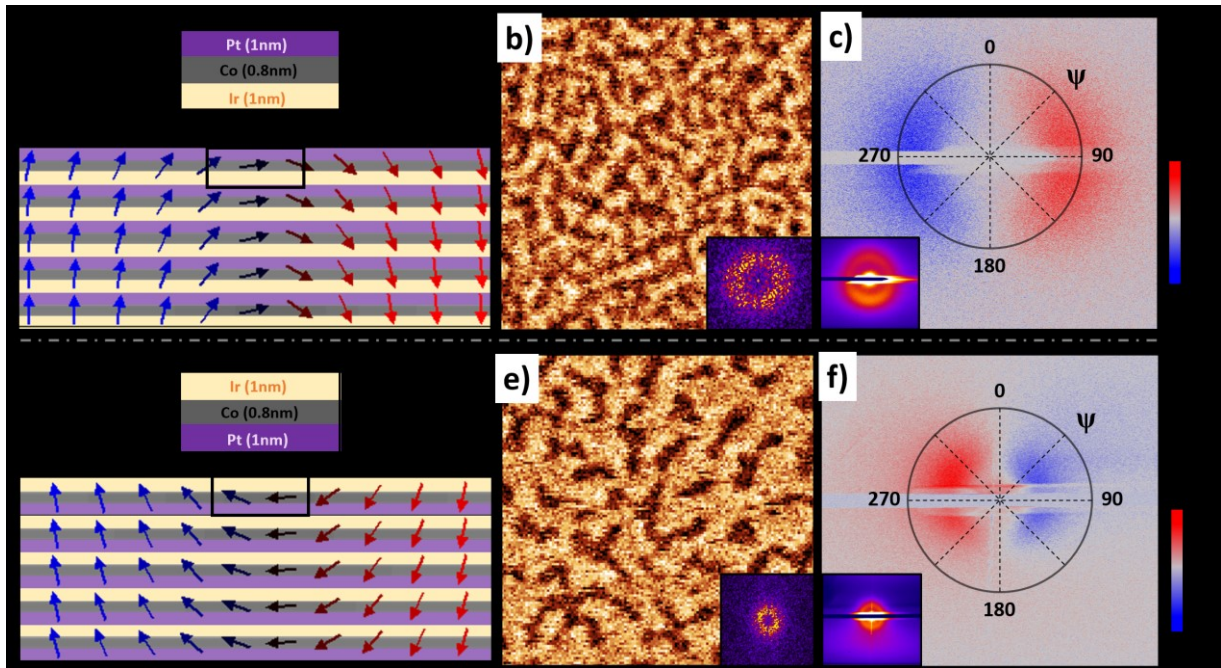 Pt (1nm)
Co (0.8nm)
Ir (1nm)
b)
c)
0
ψ
270
90
180
Ir (1nm)
Co (0.8nm)
Pt (1nm)
e)
f)
0
ψ
270
90
180